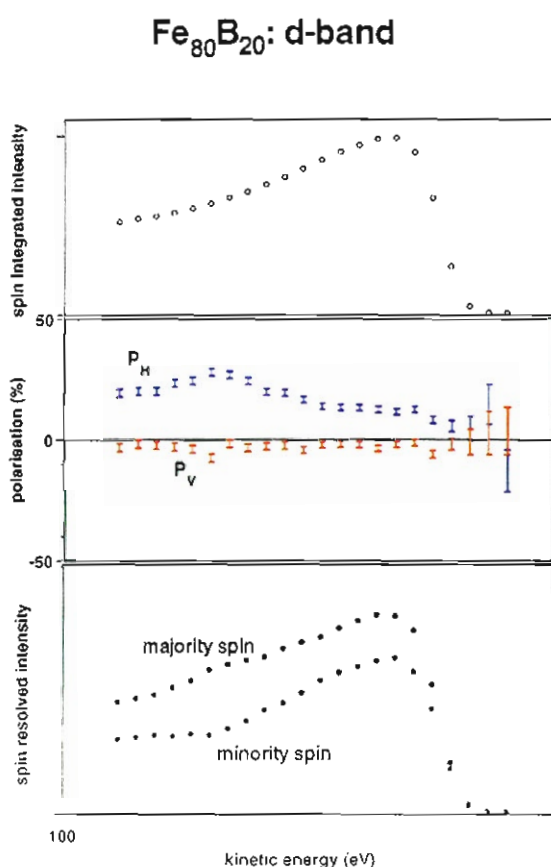 Fe80B20: d-band
spin integrated intensity
50
polarisation (%)
0
-50
PH
PV
spin resolved intensity
majority spin
minority spin
100
kinetic energy (eV)